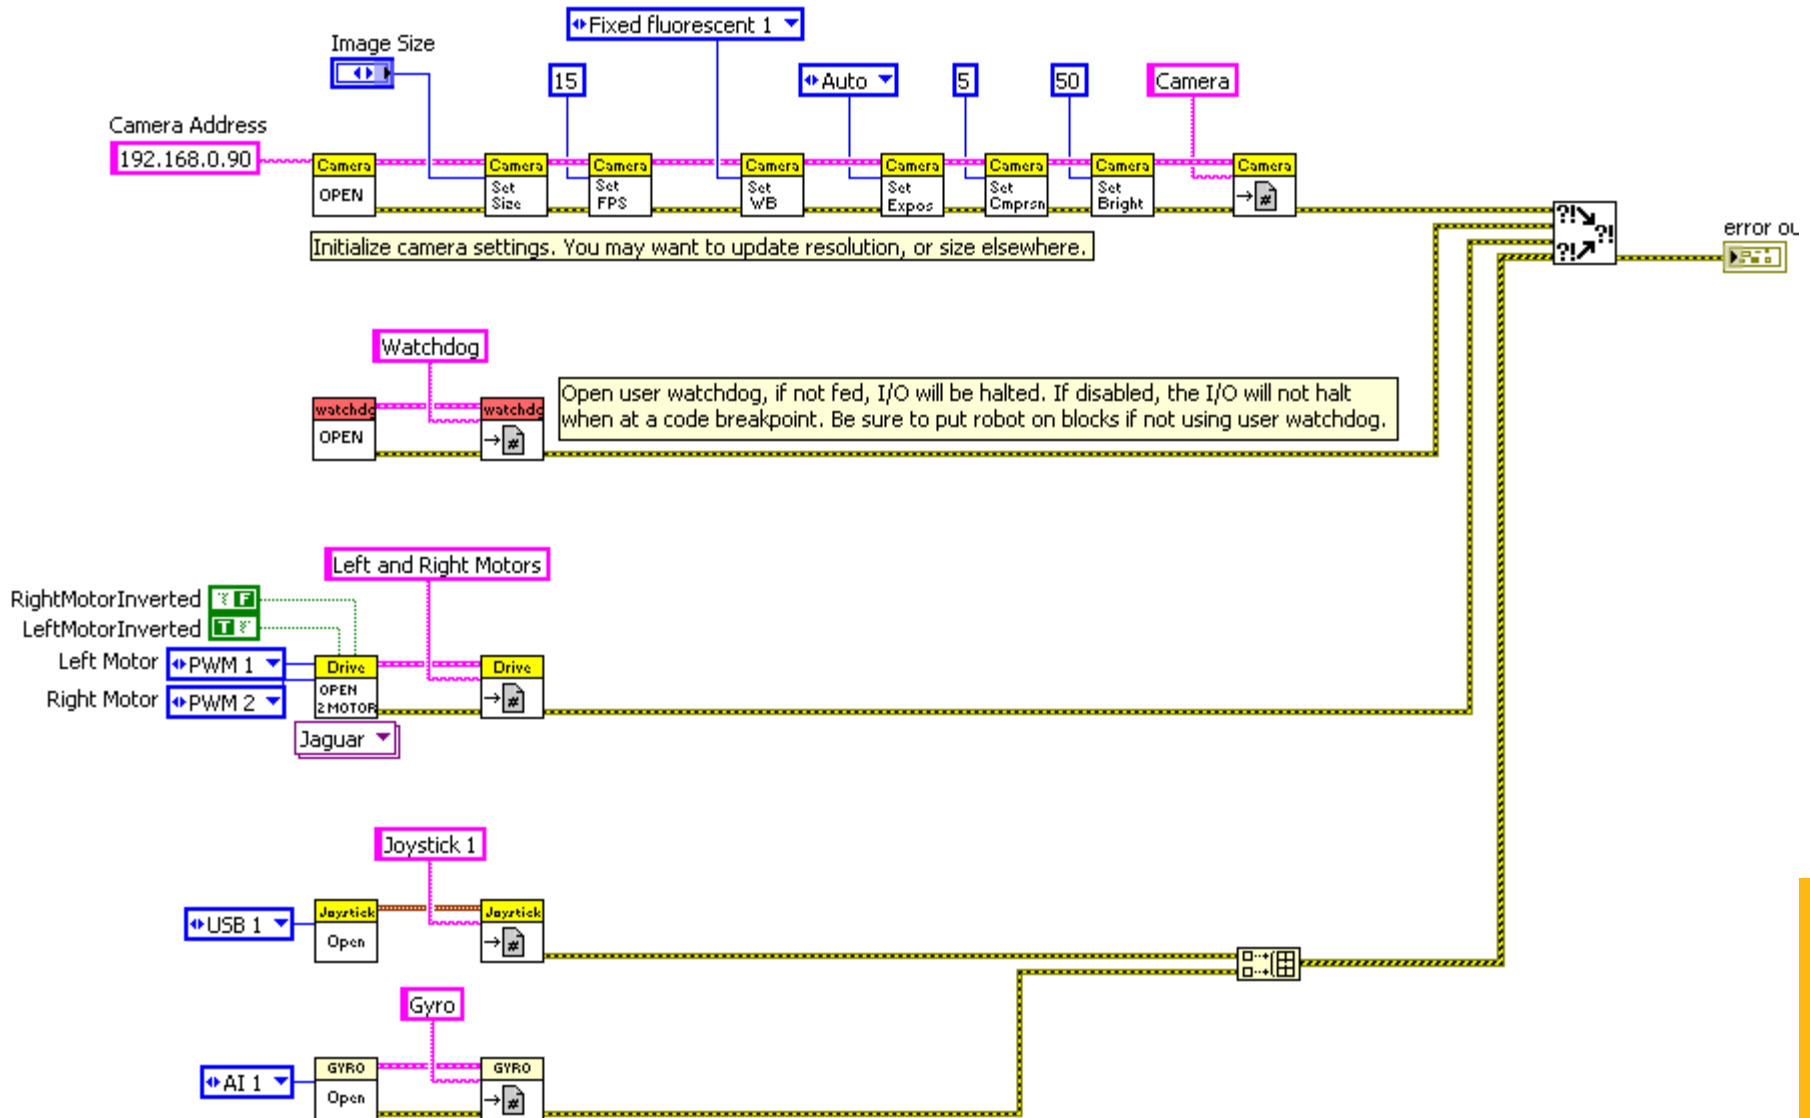 Fixed fluorescent 1
Image Size
15
Auto
5
50
Camera
Camera Address
192.168.0.90
Camera
OPEN
Camera
Set
Size
Camera
Set
FPS
Camera
Set
WB
Camera
Set
Expos
Camera
Set
Cmprsn
Camera
Set
Bright
Camera
#
?!
?!
?!
error ou
Initialize camera settings. You may want to update resolution, or size elsewhere.
Watchdog
watchdo
OPEN
watchdo
#
Open user watchdog, if not fed, I/O will be halted. If disabled, the I/O will not halt
when at a code breakpoint. Be sure to put robot on blocks if not using user watchdog.
Left and Right Motors
RightMotorInverted
F
LeftMotorInverted
T
Left Motor
PWM 1
Right Motor
PWM 2
Drive
OPEN
2 MOTOR
Drive
#
Jaguar
Joystick 1
USB 1
Joystick
Open
Joystick
#
Gyro
AI 1
GYRO
Open
GYRO
#